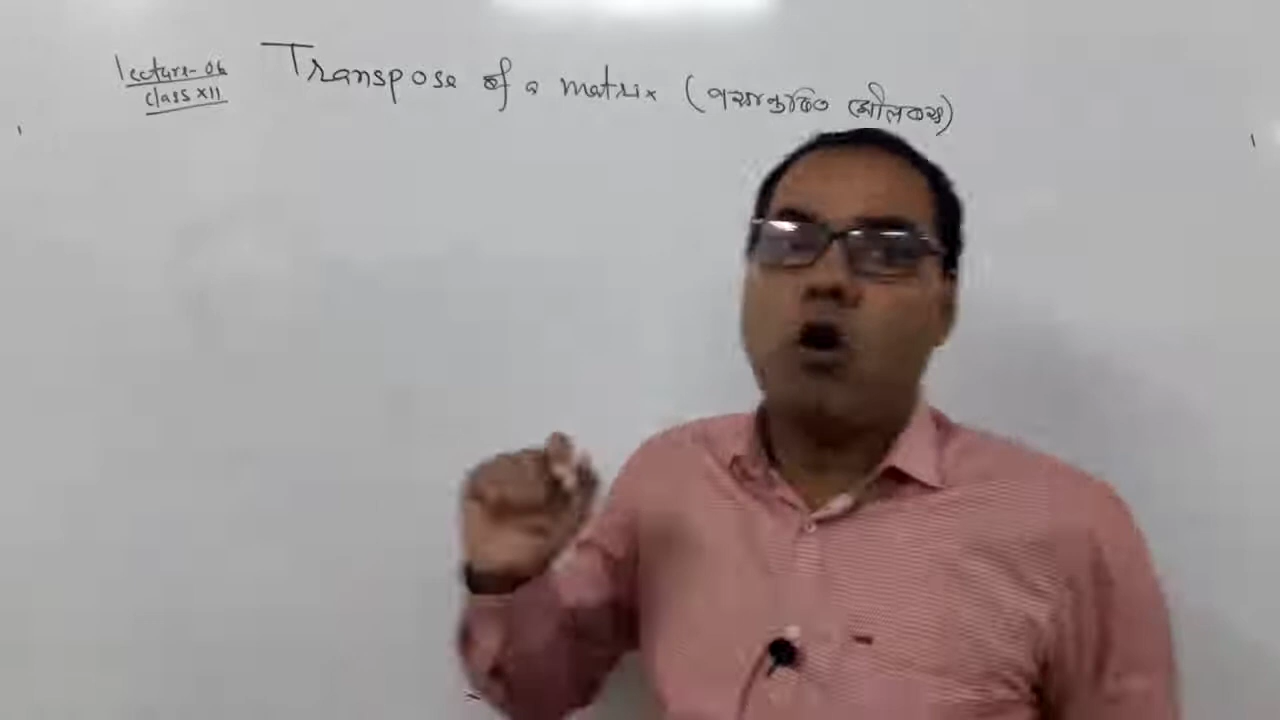 Lecture-06
Class XII
Transpose of a matrix (